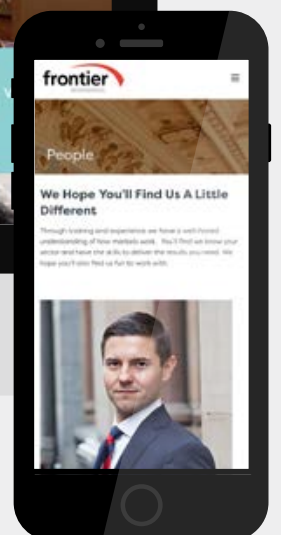 frontier
People
We Hope You'll Find Us A Little
Different
Through training and experience we have a well-honed
understanding of how markets work. You'll find we know your
sector and have the skills to deliver the results you need. We
hope you'll also find us fun to work with.